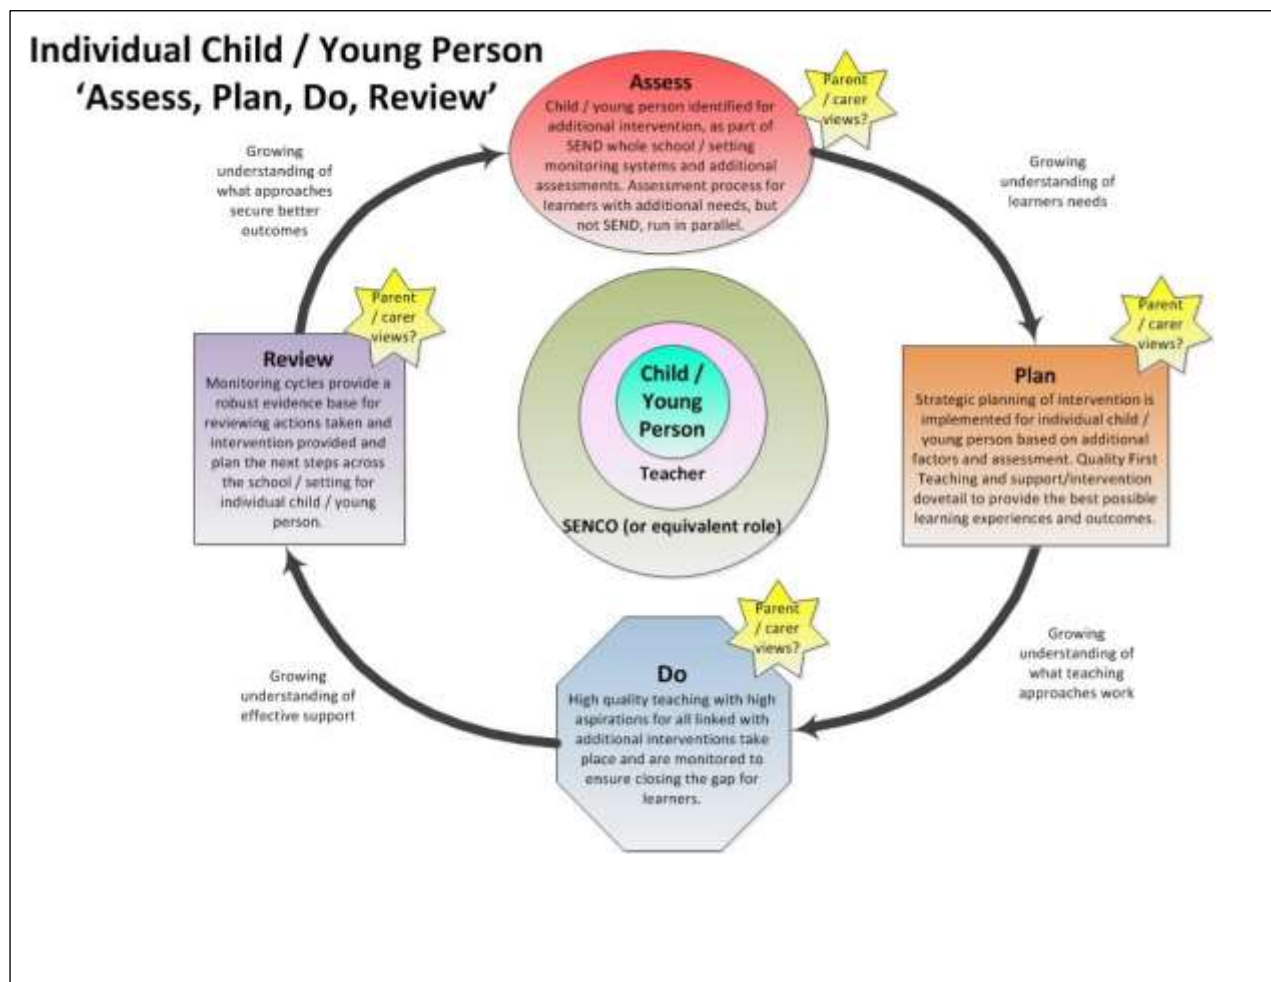 Individual Child / Young Person
‘Assess, Plan, Do, Review’
Assess
Child / young person identified for
additional intervention, as part of
SEND whole school / setting
monitoring systems and additional
assessments. Assessment process for
learners with additional needs, but
not SEND, run in parallel.
Parent
/ carer
views?
Growing
understanding of
learners needs
Parent
/ carer
views?
Plan
Strategic planning of intervention is
implemented for individual child /
young person based on additional
factors and assessment. Quality First
Teaching and support/intervention
dovetail to provide the best possible
learning experiences and outcomes.
Growing
understanding of
what teaching
approaches work
Parent
/ carer
views?
Do
High quality teaching with high
aspirations for all linked with
additional interventions take
place and are monitored to
ensure closing the gap for
learners.
Growing
understanding of
effective support
Parent
/ carer
views?
Review
Monitoring cycles provide a
robust evidence base for
reviewing actions taken and
intervention provided and
plan the next steps across
the school / setting for
individual child / young
person.
Growing
understanding of
what approaches
secure better
outcomes
Child /
Young
Person
Teacher
SENCO (or equivalent role)